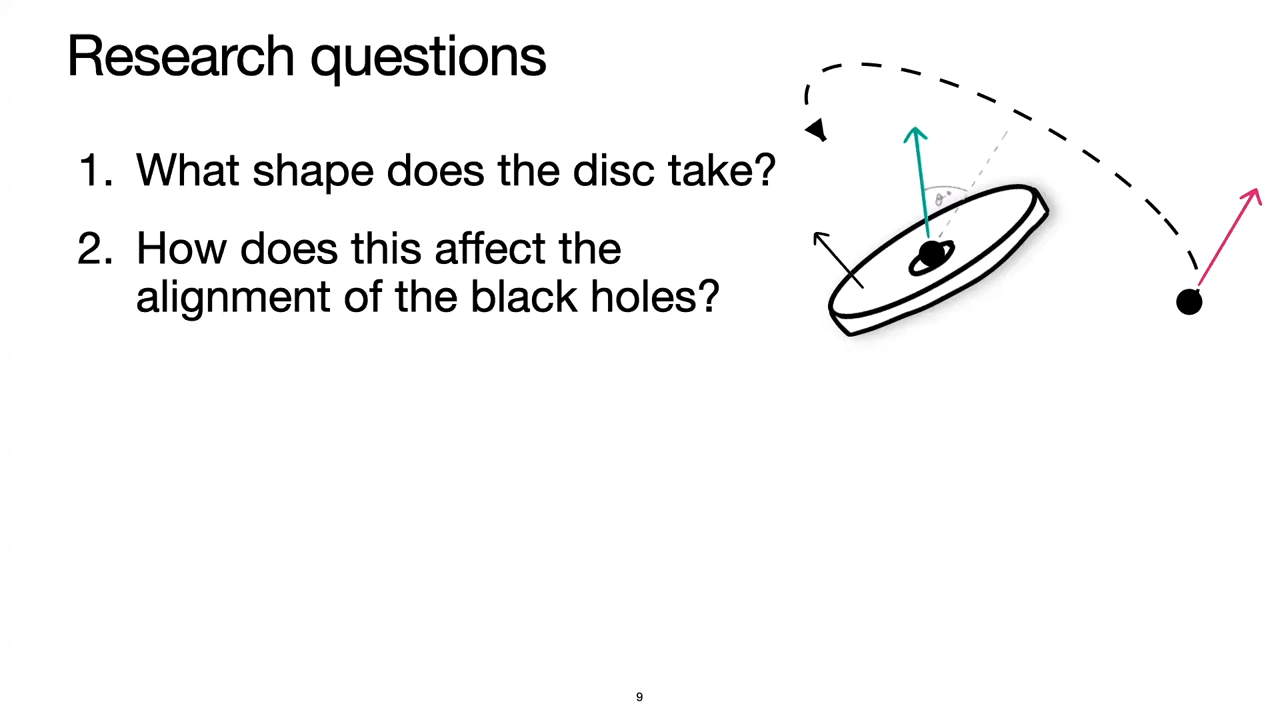 Research questions
1. What shape does the disc take?
2. How does this affect the
alignment of the black holes?
9